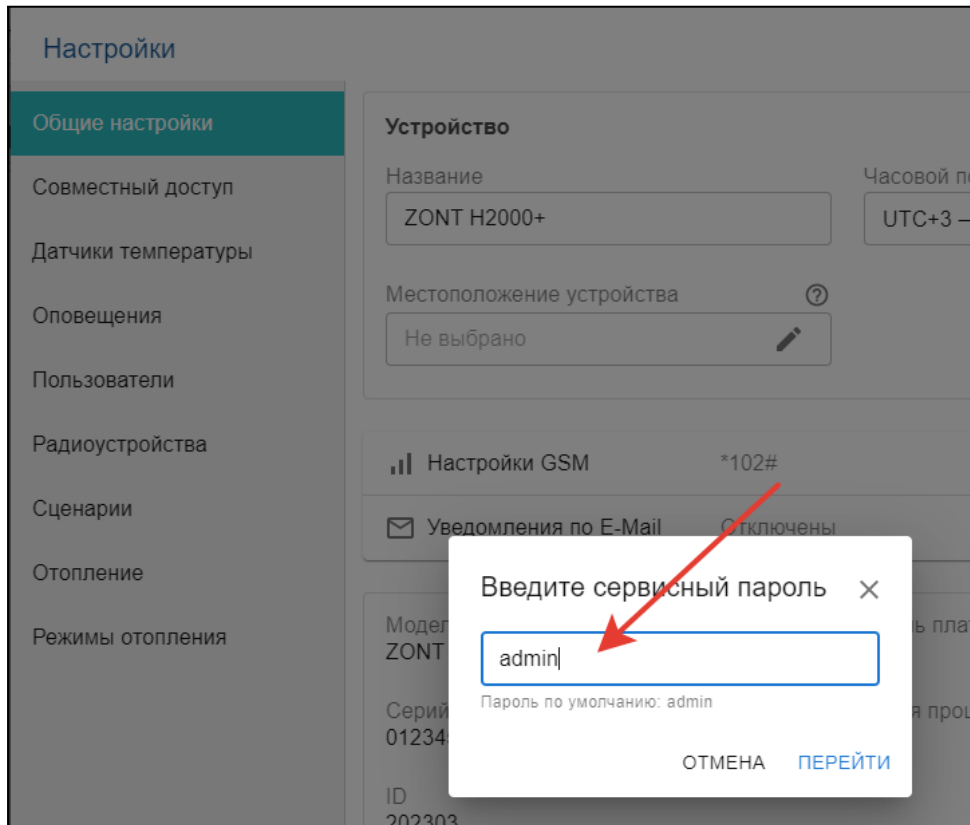 Настройки
Общие настройки
Совместный доступ
Датчики температуры
Оповещения
Пользователи
Радиоустройства
Сценарии
Отопление
Режимы отопления
Устройство
Название
Часовой
ZONT H2000+
UTC+3 –
Местоположение устройства
Не выбрано
Настройки GSM *102#
Уведомления по E-Mail Отключены
Введите сервисный пароль
admin
Пароль по умолчанию: admin
ОТМЕНА ПЕРЕЙТИ
ZONT
ID
202303